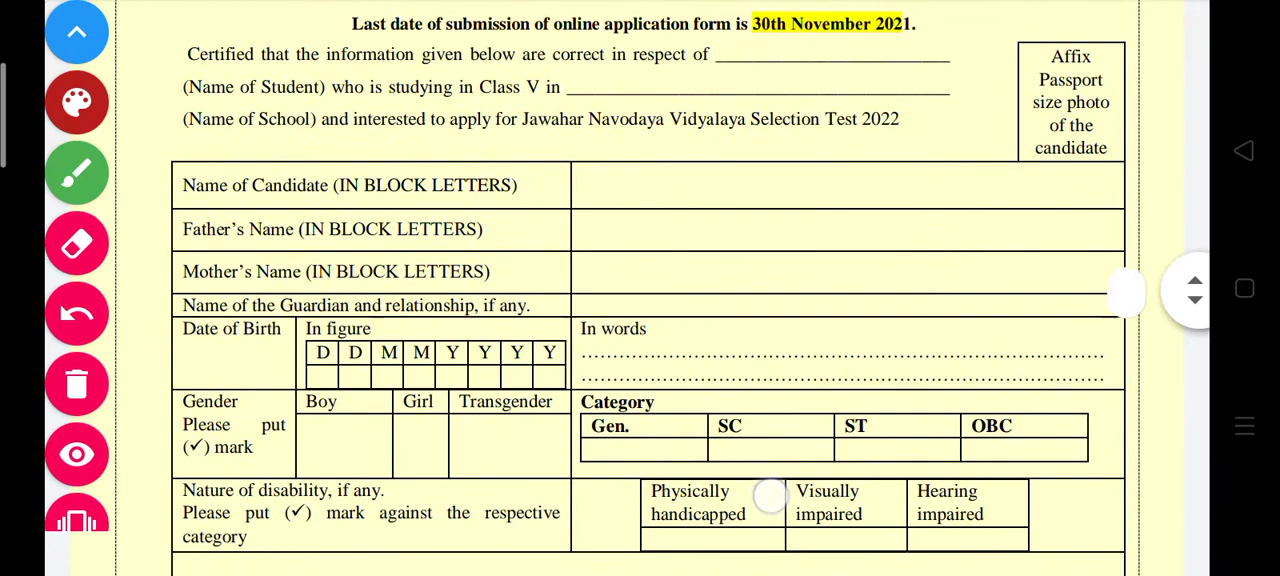 Last date of submission of online application form is 30th November 2021.
Certified that the information given below are correct in respect of ___________________________
(Name of Student) who is studying in Class V in ____________________________________________
(Name of School) and interested to apply for Jawahar Navodaya Vidyalaya Selection Test 2022
Affix
Passport
size photo
of the
candidate
Name of Candidate (IN BLOCK LETTERS)
Father's Name (IN BLOCK LETTERS)
Mother's Name (IN BLOCK LETTERS)
Name of the Guardian and relationship, if any.
Date of Birth In figure In words
D D M M Y Y Y Y
................................................................................
................................................................................
Gender Boy Girl Transgender Category
Please put Gen. SC ST OBC
(✓) mark
Nature of disability, if any.
Please put (✓) mark against the respective
category
Physically
handicapped
Visually
impaired
Hearing
impaired